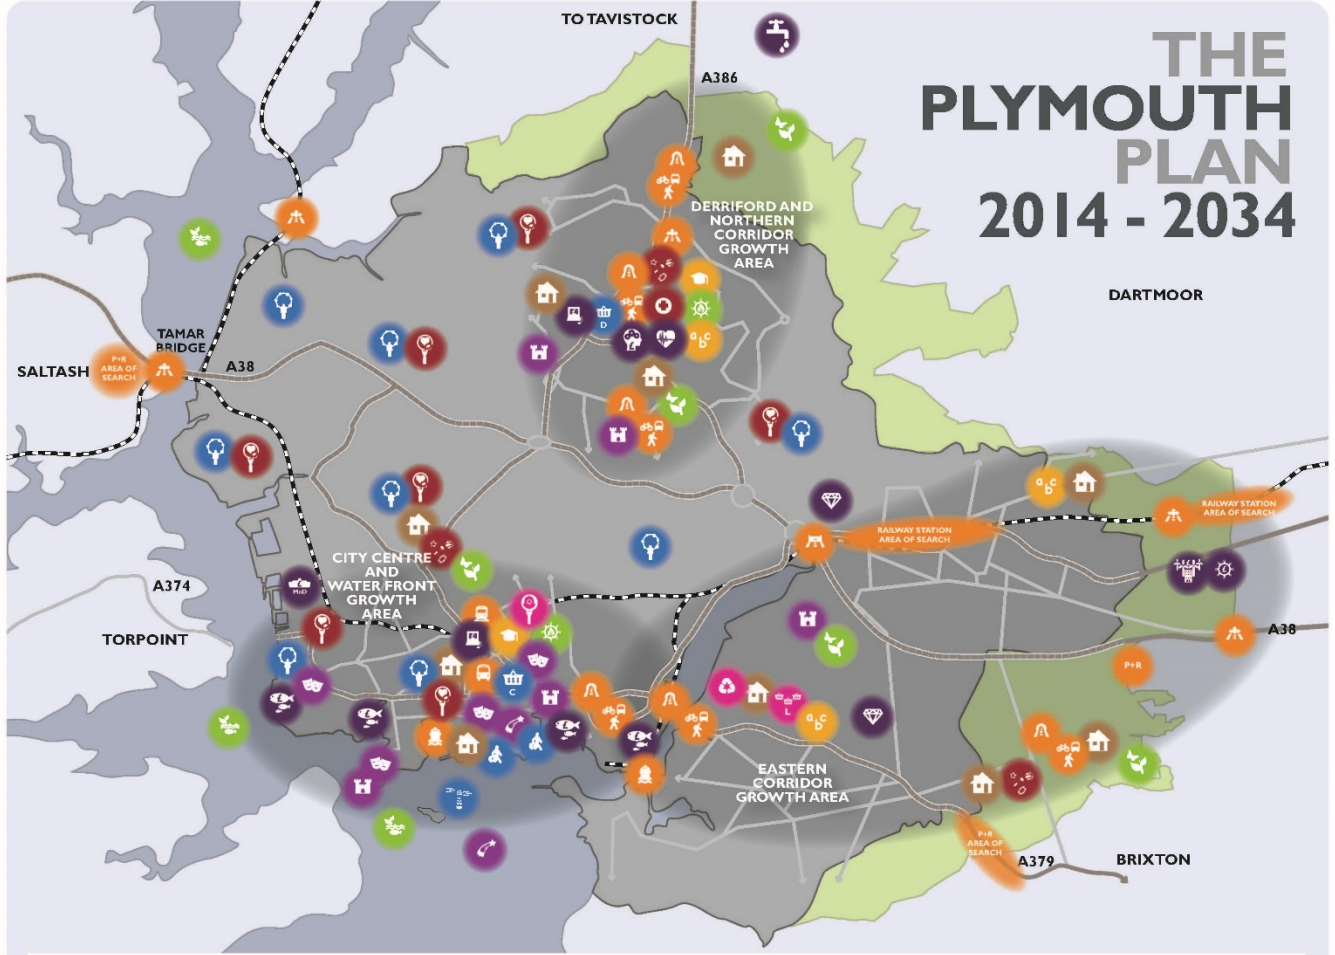 TO TAVISTOCK
A386
THE
PLYMOUTH
PLAN
2014 - 2034
DERRIFORD AND
NORTHERN
CORRIDOR
GROWTH
AREA
DARTMOOR
TAMAR
BRIDGE
SALTASH
P+R
AREA OF
SEARCH
A38
D
a b c
a b c
RAILWAY STATION
AREA OF SEARCH
RAILWAY STATION
AREA OF SEARCH
CITY CENTRE
AND
WATER FRONT
GROWTH
AREA
A374
MoD
TORPOINT
A38
P+R
C
L
a b c
EASTERN
CORRIDOR
GROWTH AREA
P+R
AREA OF
SEARCH
A379
BRIXTON